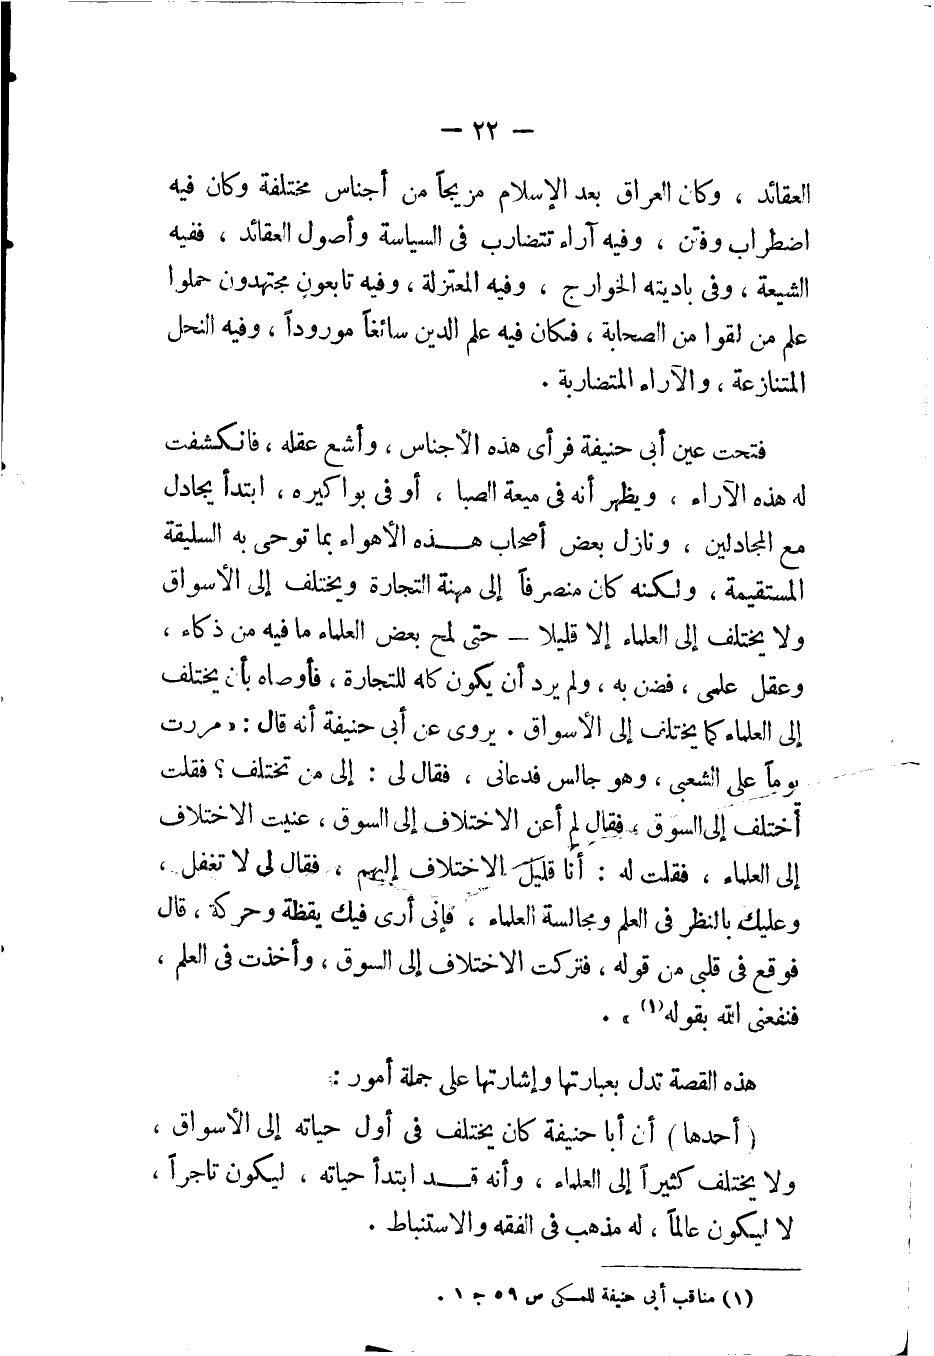 — ٢٢ —
العقائد ، وكان العراق بعد الإسلام مزيجاً من أجناس مختلفة وكان فيه
اضطراب وفتن ، وفيه آراء تتضارب فى السياسة وأصول العقائد ، ففيه
الشيعة ، وفى باديته الخوارج ، وفيه المعتزلة ، وفيه تابعون مجتهدون حملوا
علم من لقوا من الصحابة ، فكان فيه علم الدين سائغاً موروداً ، وفيه النحل
المتنازعة ، والآراء المتضاربة .
فتحت عين أبى حنيفة فرأى هذه الأجناس ، وأشع عقله ، فانكشفت
له هذه الآراء ، ويظهر أنه فى ميعة الصبا ، أو فى بواكيره ، ابتدأ يجادل
مع المجادلين ، ونازل بعض أصحاب هـذه الأهواء بما توحى به السليقة
المستقيمة ، ولكنه كان منصرفاً إلى مهنة التجارة ويختلف إلى الأسواق
ولا يختلف إلى العلماء إلا قليلا — حتى لمح بعض العلماء ما فيه من ذكاء ،
وعقل علمى ، فضن به ، ولم يرد أن يكون كله للتجارة ، فأوصاه بأن يختلف
إلى العلماء كما يختلف إلى الأسواق . يروى عن أبى حنيفة أنه قال : « مررت
يوماً على الشعبى ، وهو جالس فدعانى ، فقال لى : إلى من تختلف ؟ فقلت
أختلف إلى السوق ، فقال لم أعن الاختلاف إلى السوق ، عنيت الاختلاف
إلى العلماء ، فقلت له : أنا قليل الاختلاف إليهم ، فقال لى لا تغفل ،
وعليك بالنظر فى العلم ومجالسة العلماء ، فإنى أرى فيك يقظة وحركة ، قال
فوقع فى قلبى من قوله ، فتركت الاختلاف إلى السوق ، وأخذت فى العلم ،
فنفعنى الله بقوله(١) » .
هذه القصة تدل بعبارتها وإشارتها على جملة أمور :
( أحدها ) أن أبا حنيفة كان يختلف فى أول حياته إلى الأسواق ،
ولا يختلف كثيراً إلى العلماء ، وأنه قـد ابتدأ حياته ، ليكون تاجراً ،
لا ليكون عالماً ، له مذهب فى الفقه والاستنباط .
(١) مناقب أبى حنيفة للمكى ص ٥٩ ج ١ .